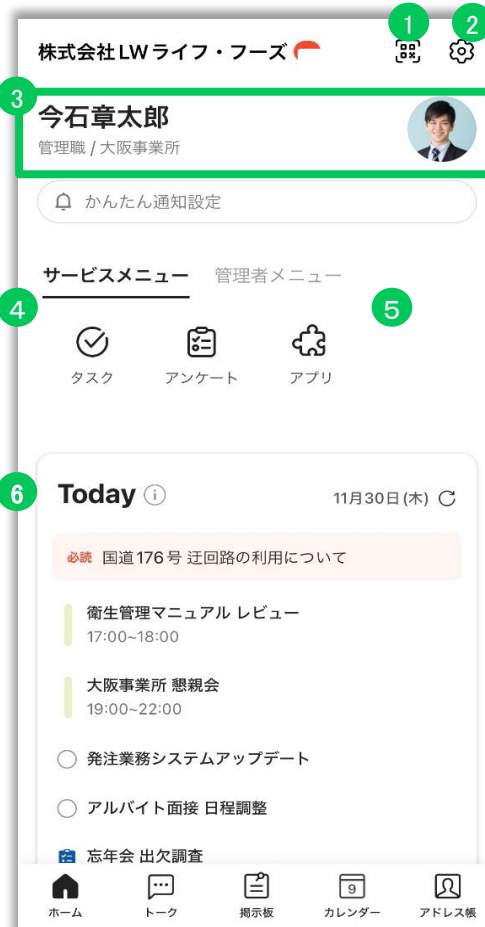 1
2
株式会社LWライフ・フーズ
3
今石章太郎
管理職 / 大阪事業所
かんたん通知設定
サービスメニュー 管理者メニュー
4
5
タスク アンケート アプリ
6
Today
11月30日(木)
必読 国道176号 迂回路の利用について
衛生管理マニュアル レビュー
17:00~18:00
大阪事業所 懇親会
19:00~22:00
発注業務システムアップデート
アルバイト面接 日程調整
忘年会 出欠調査
9
ホーム トーク 掲示板 カレンダー アドレス帳